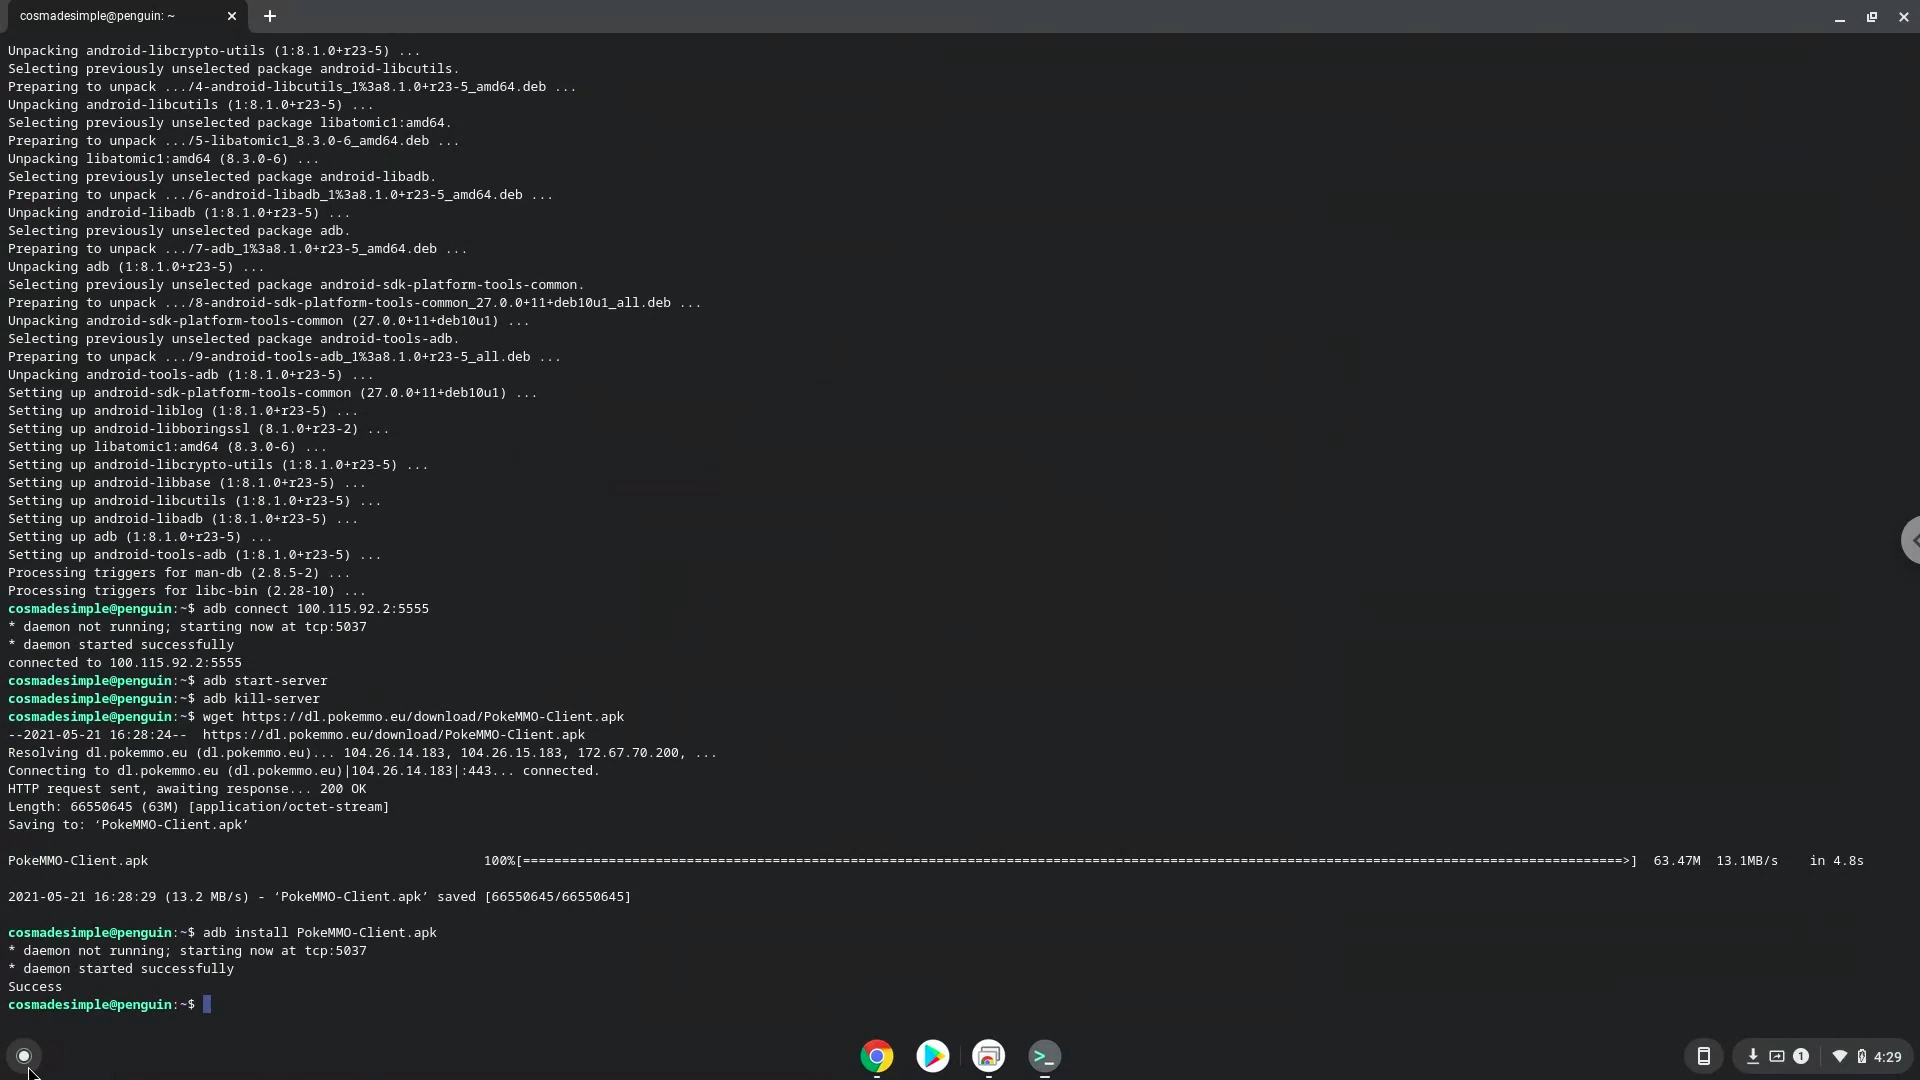 cosmadesimple@penguin: ~
Unpacking android-libcrypto-utils (1:8.1.0+r23-5) ...
Selecting previously unselected package android-libcutils.
Preparing to unpack .../4-android-libcutils_1%3a8.1.0+r23-5_amd64.deb ...
Unpacking android-libcutils (1:8.1.0+r23-5) ...
Selecting previously unselected package libatomic1:amd64.
Preparing to unpack .../5-libatomic1_8.3.0-6_amd64.deb ...
Unpacking libatomic1:amd64 (8.3.0-6) ...
Selecting previously unselected package android-libadb.
Preparing to unpack .../6-android-libadb_1%3a8.1.0+r23-5_amd64.deb ...
Unpacking android-libadb (1:8.1.0+r23-5) ...
Selecting previously unselected package adb.
Preparing to unpack .../7-adb_1%3a8.1.0+r23-5_amd64.deb ...
Unpacking adb (1:8.1.0+r23-5) ...
Selecting previously unselected package android-sdk-platform-tools-common.
Preparing to unpack .../8-android-sdk-platform-tools-common_27.0.0+11+deb10u1_all.deb ...
Unpacking android-sdk-platform-tools-common (27.0.0+11+deb10u1) ...
Selecting previously unselected package android-tools-adb.
Preparing to unpack .../9-android-tools-adb_1%3a8.1.0+r23-5_all.deb ...
Unpacking android-tools-adb (1:8.1.0+r23-5) ...
Setting up android-sdk-platform-tools-common (27.0.0+11+deb10u1) ...
Setting up android-liblog (1:8.1.0+r23-5) ...
Setting up android-libboringssl (8.1.0+r23-2) ...
Setting up libatomic1:amd64 (8.3.0-6) ...
Setting up android-libcrypto-utils (1:8.1.0+r23-5) ...
Setting up android-libbase (1:8.1.0+r23-5) ...
Setting up android-libcutils (1:8.1.0+r23-5) ...
Setting up android-libadb (1:8.1.0+r23-5) ...
Setting up adb (1:8.1.0+r23-5) ...
Setting up android-tools-adb (1:8.1.0+r23-5) ...
Processing triggers for man-db (2.8.5-2) ...
Processing triggers for libc-bin (2.28-10) ...
cosmadesimple@penguin:~$ adb connect 100.115.92.2:5555
* daemon not running; starting now at tcp:5037
* daemon started successfully
connected to 100.115.92.2:5555
cosmadesimple@penguin:~$ adb start-server
cosmadesimple@penguin:~$ adb kill-server
cosmadesimple@penguin:~$ wget https://dl.pokemmo.eu/download/PokeMMO-Client.apk
--2021-05-21 16:28:24--  https://dl.pokemmo.eu/download/PokeMMO-Client.apk
Resolving dl.pokemmo.eu (dl.pokemmo.eu)... 104.26.14.183, 104.26.15.183, 172.67.70.200, ...
Connecting to dl.pokemmo.eu (dl.pokemmo.eu)|104.26.14.183|:443... connected.
HTTP request sent, awaiting response... 200 OK
Length: 66550645 (63M) [application/octet-stream]
Saving to: ‘PokeMMO-Client.apk’
PokeMMO-Client.apk 100%[=============================================================================================================================================>] 63.47M 13.1MB/s in 4.8s
2021-05-21 16:28:29 (13.2 MB/s) - ‘PokeMMO-Client.apk’ saved [66550645/66550645]
cosmadesimple@penguin:~$ adb install PokeMMO-Client.apk
* daemon not running; starting now at tcp:5037
* daemon started successfully
Success
cosmadesimple@penguin:~$
1 4:29